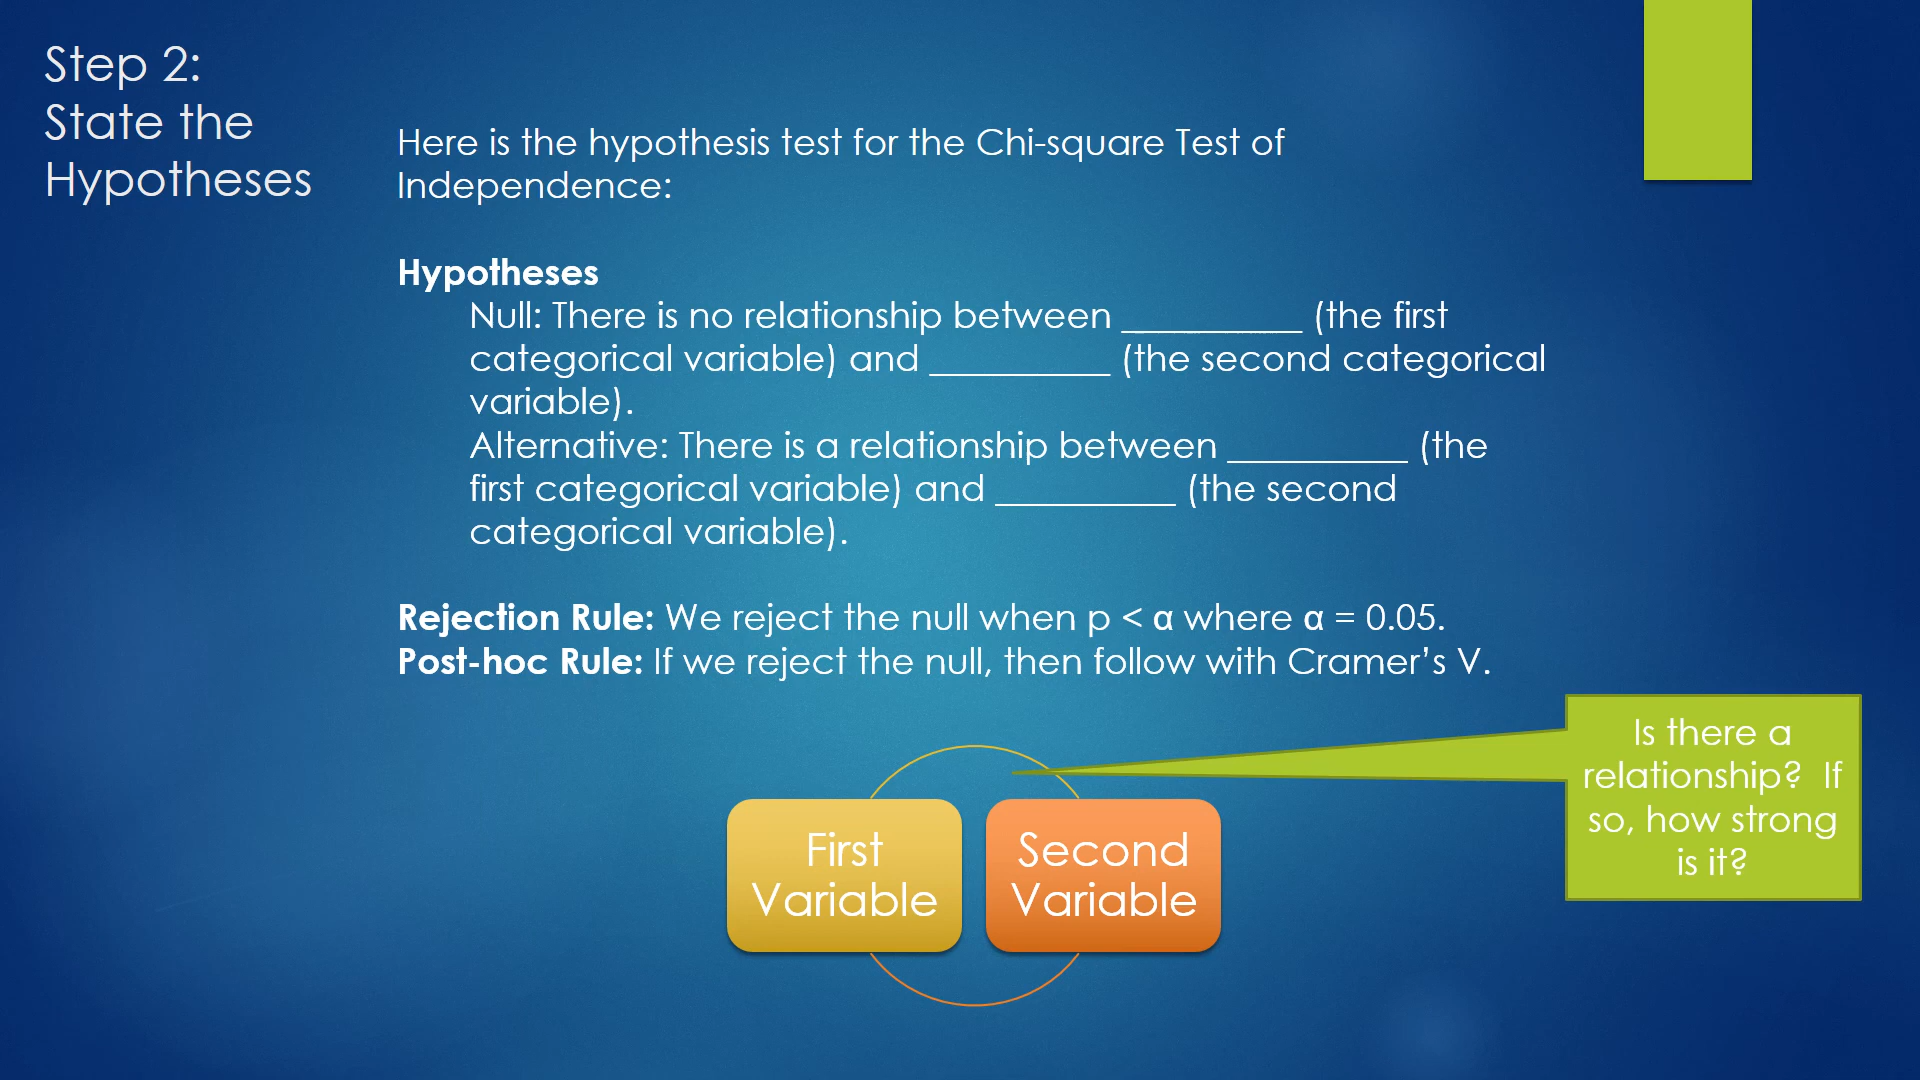 Step 2:
State the
Hypotheses
Here is the hypothesis test for the Chi-square Test of
Independence:
Hypotheses
Null: There is no relationship between __________ (the first
categorical variable) and __________ (the second categorical
variable).
Alternative: There is a relationship between __________ (the
first categorical variable) and __________ (the second
categorical variable).
Rejection Rule: We reject the null when p < α where α = 0.05.
Post-hoc Rule: If we reject the null, then follow with Cramer’s V.
Is there a
relationship?  If
so, how strong
is it?
First
Variable
Second
Variable